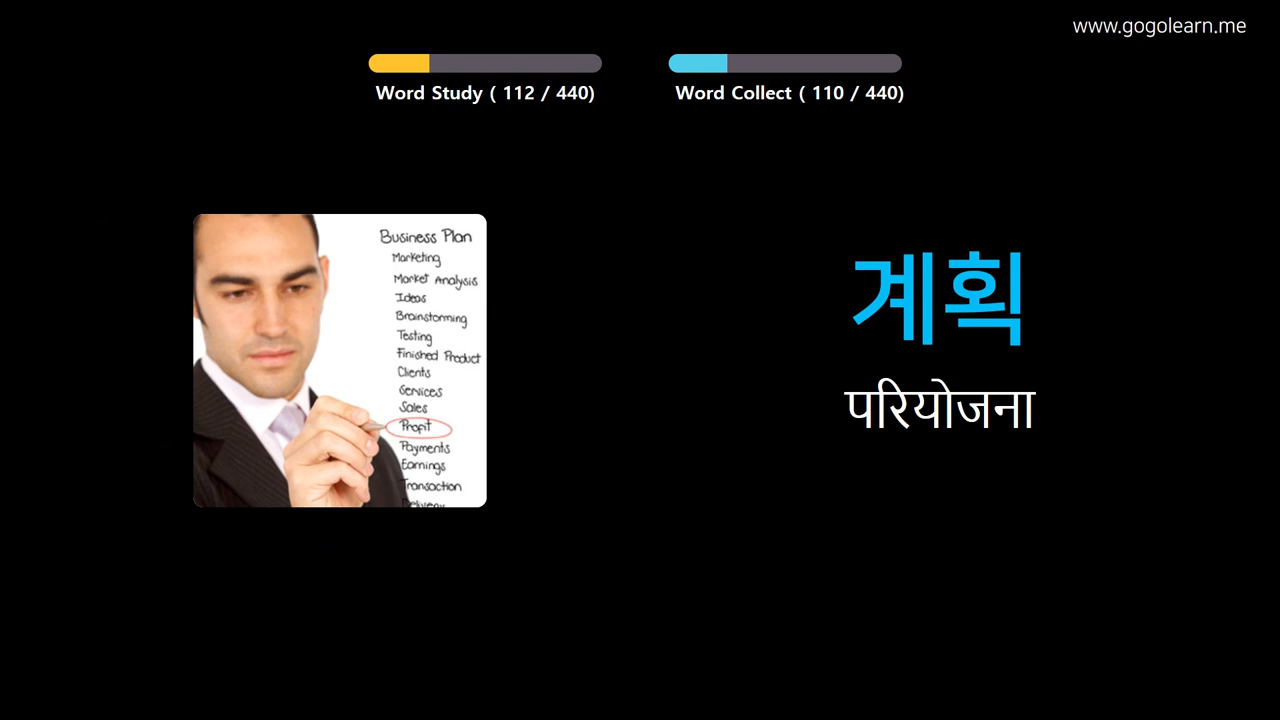 www.gogolearn.me
Word Study ( 112 / 440)
Word Collect ( 110 / 440)
Business Plan
Marketing
Market Analysis
Ideas
Brainstorming
Testing
Finished Product
Clients
Services
Sales
Profit
Payments
Earnings
Transaction
Delivery
계획
परियोजना